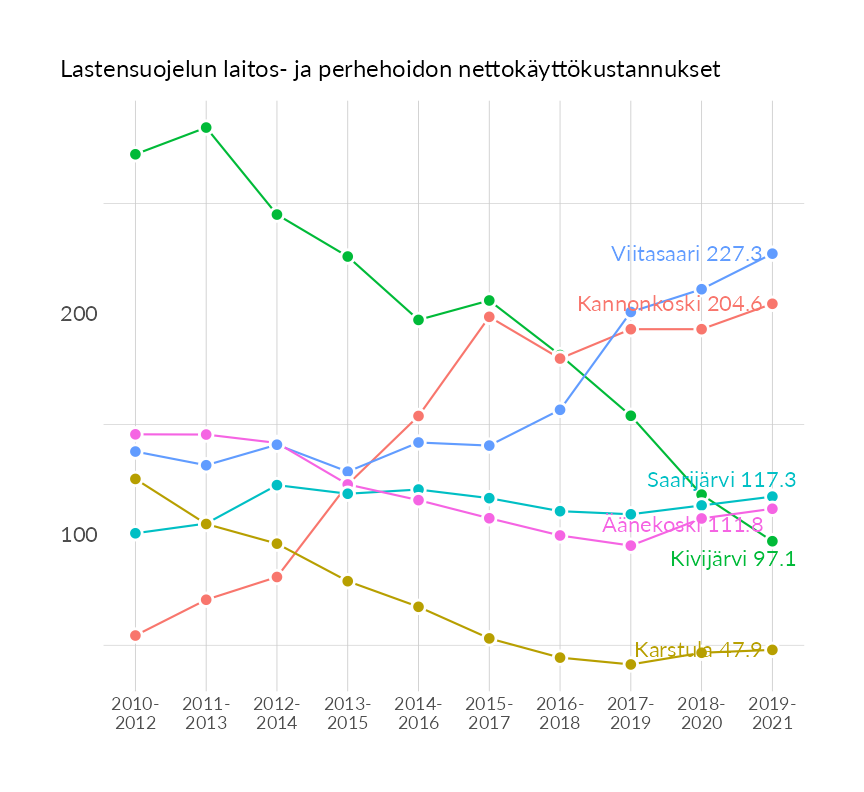 Lastensuojelun laitos- ja perhehoidon nettokäyttökustannukset
Viitasaari 227.3
Kannonkoski 204.6
200
Saarijärvi 117.3
Äänekoski 111.8
100
Kivijärvi 97.1
Karstula 47.9
2010- 2011- 2012- 2013- 2014- 2015- 2016- 2017- 2018- 2019-
2012 2013 2014 2015 2016 2017 2018 2019 2020 2021